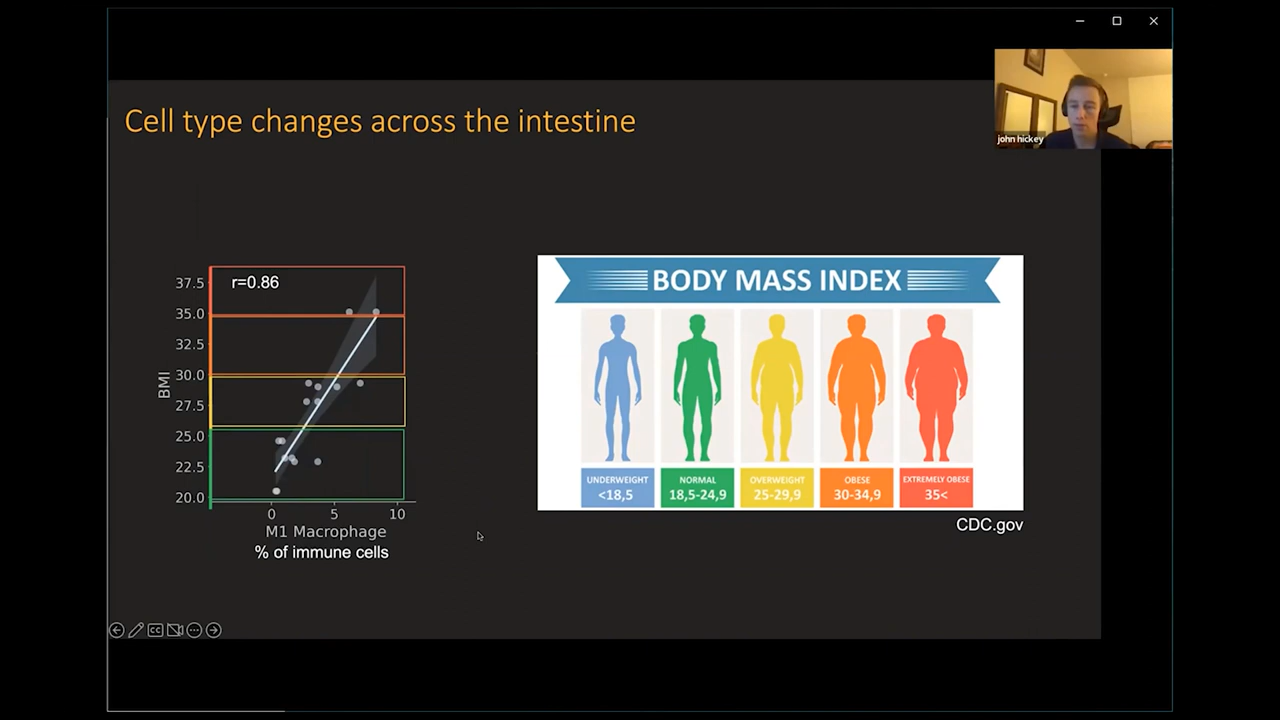 john hickey
Cell type changes across the intestine
r=0.86
37.5
35.0
32.5
30.0
27.5
25.0
22.5
20.0
BMI
0 5 10
M1 Macrophage
% of immune cells
BODY MASS INDEX
UNDERWEIGHT
<18,5
NORMAL
18,5-24,9
OVERWEIGHT
25-29,9
OBESE
30-34,9
EXTREMELY OBESE
35<
CDC.gov
CC